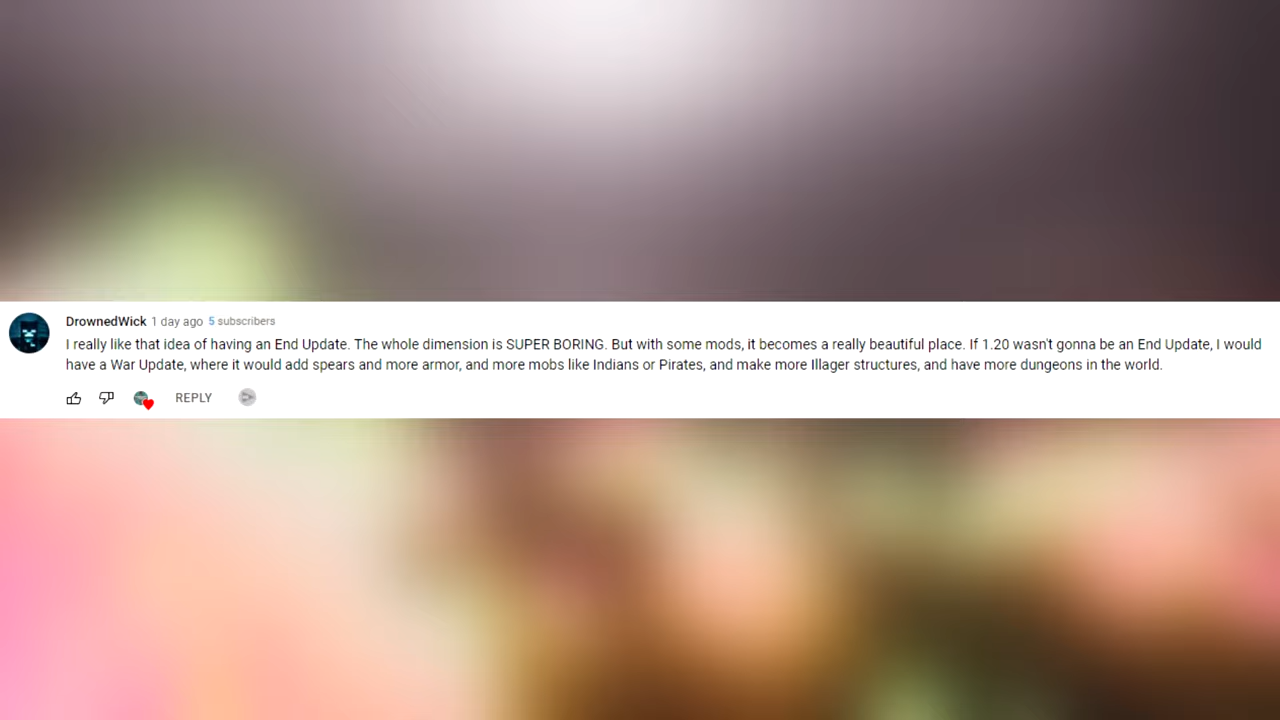 DrownedWick 1 day ago 5 subscribers
I really like that idea of having an End Update. The whole dimension is SUPER BORING. But with some mods, it becomes a really beautiful place. If 1.20 wasn't gonna be an End Update, I would
have a War Update, where it would add spears and more armor, and more mobs like Indians or Pirates, and make more Illager structures, and have more dungeons in the world.
REPLY